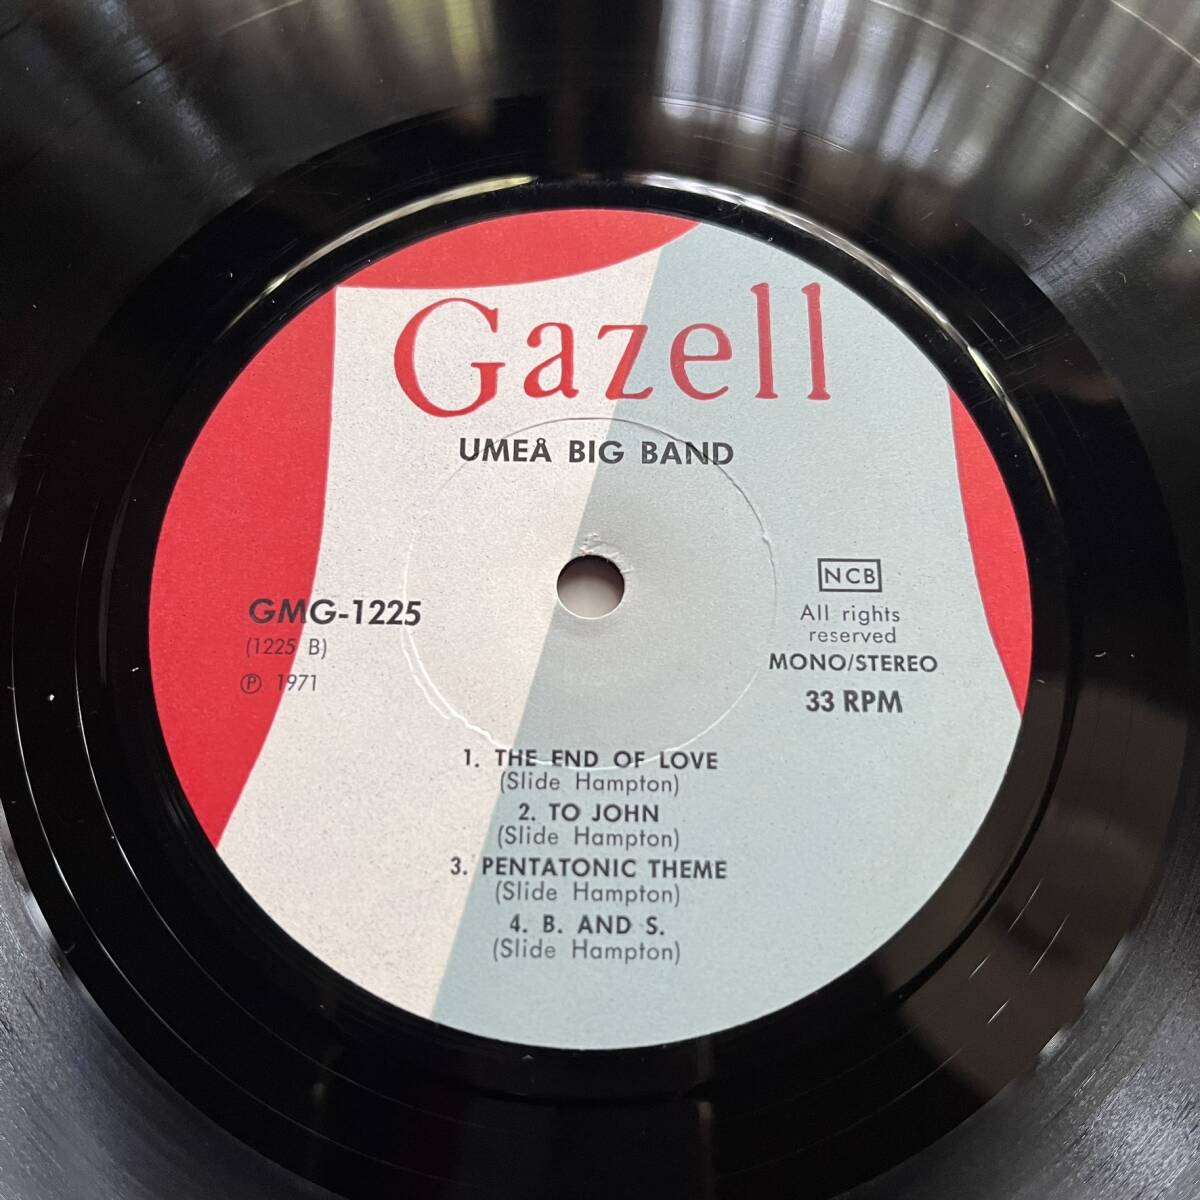 Gazell
UMEÅ BIG BAND
GMG-1225
(1225 B)
Ⓟ 1971
NCB
All rights
reserved
MONO/STEREO
33 RPM
1. THE END OF LOVE
(Slide Hampton)
2. TO JOHN
(Slide Hampton)
3. PENTATONIC THEME
(Slide Hampton)
4. B. AND S.
(Slide Hampton)